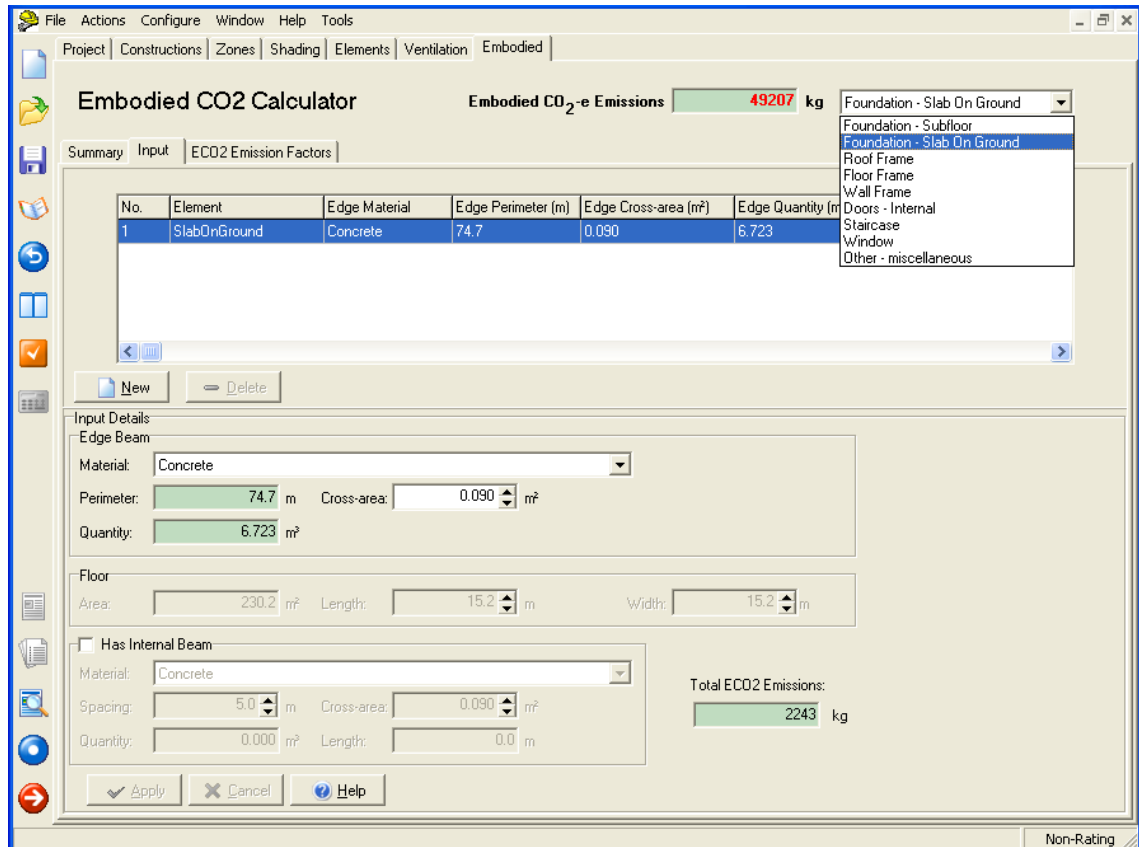 File Actions Configure Window Help Tools
Project Constructions Zones Shading Elements Ventilation Embodied
Embodied CO2 Calculator Embodied CO2-e Emissions 49207 kg Foundation - Slab On Ground
Foundation - Subfloor
Foundation - Slab On Ground
Roof Frame
Floor Frame
Wall Frame
Doors - Internal
Staircase
Window
Other - miscellaneous
Summary Input ECO2 Emission Factors
No. Element Edge Material Edge Perimeter (m) Edge Cross-area (m²) Edge Quantity (m
1 SlabOnGround Concrete 74.7 0.090 6.723
New Delete
Input Details
Edge Beam
Material: Concrete
Perimeter: 74.7 m Cross-area: 0.090 m²
Quantity: 6.723 m³
Floor
Area: 230.2 m² Length: 15.2 m Width: 15.2 m
Has Internal Beam
Material: Concrete
Spacing: 5.0 m Cross-area: 0.090 m²
Quantity: 0.000 m³ Length: 0.0 m
Total ECO2 Emissions:
2243 kg
Apply Cancel Help
Non-Rating